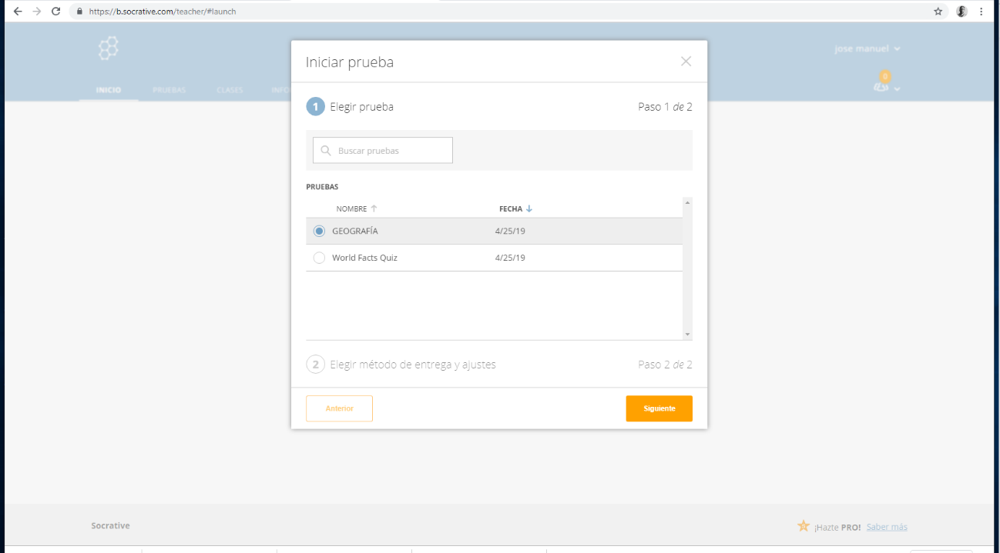 https://b.socrative.com/teacher/#launch
jose manuel
0
INICIO PRUEBAS CLASES INFO
Iniciar prueba
1 Elegir prueba Paso 1 de 2
Buscar pruebas
PRUEBAS
NOMBRE FECHA
GEOGRAFÍA 4/25/19
World Facts Quiz 4/25/19
2 Elegir método de entrega y ajustes Paso 2 de 2
Anterior Siguiente
Socrative ¡Hazte PRO! Saber más